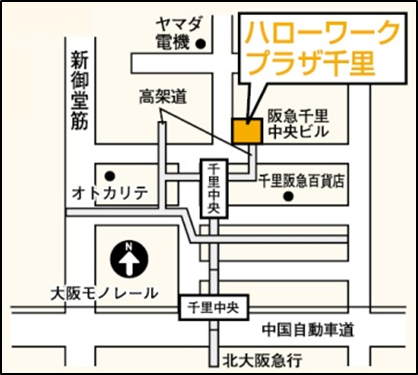 ヤマダ
電機
ハローワーク
プラザ千里
新御堂筋
高架道
阪急千里
中央ビル
千里中央
オトカリテ
千里阪急百貨店
N
大阪モノレール
千里中央
中国自動車道
北大阪急行